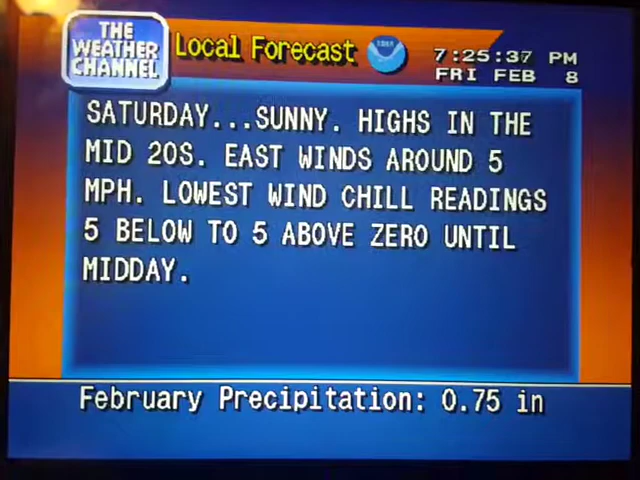 THE
WEATHER
CHANNEL
Local Forecast
7:25:37 PM
FRI FEB 8
SATURDAY...SUNNY. HIGHS IN THE
MID 20S. EAST WINDS AROUND 5
MPH. LOWEST WIND CHILL READINGS
5 BELOW TO 5 ABOVE ZERO UNTIL
MIDDAY.
February Precipitation: 0.75 in